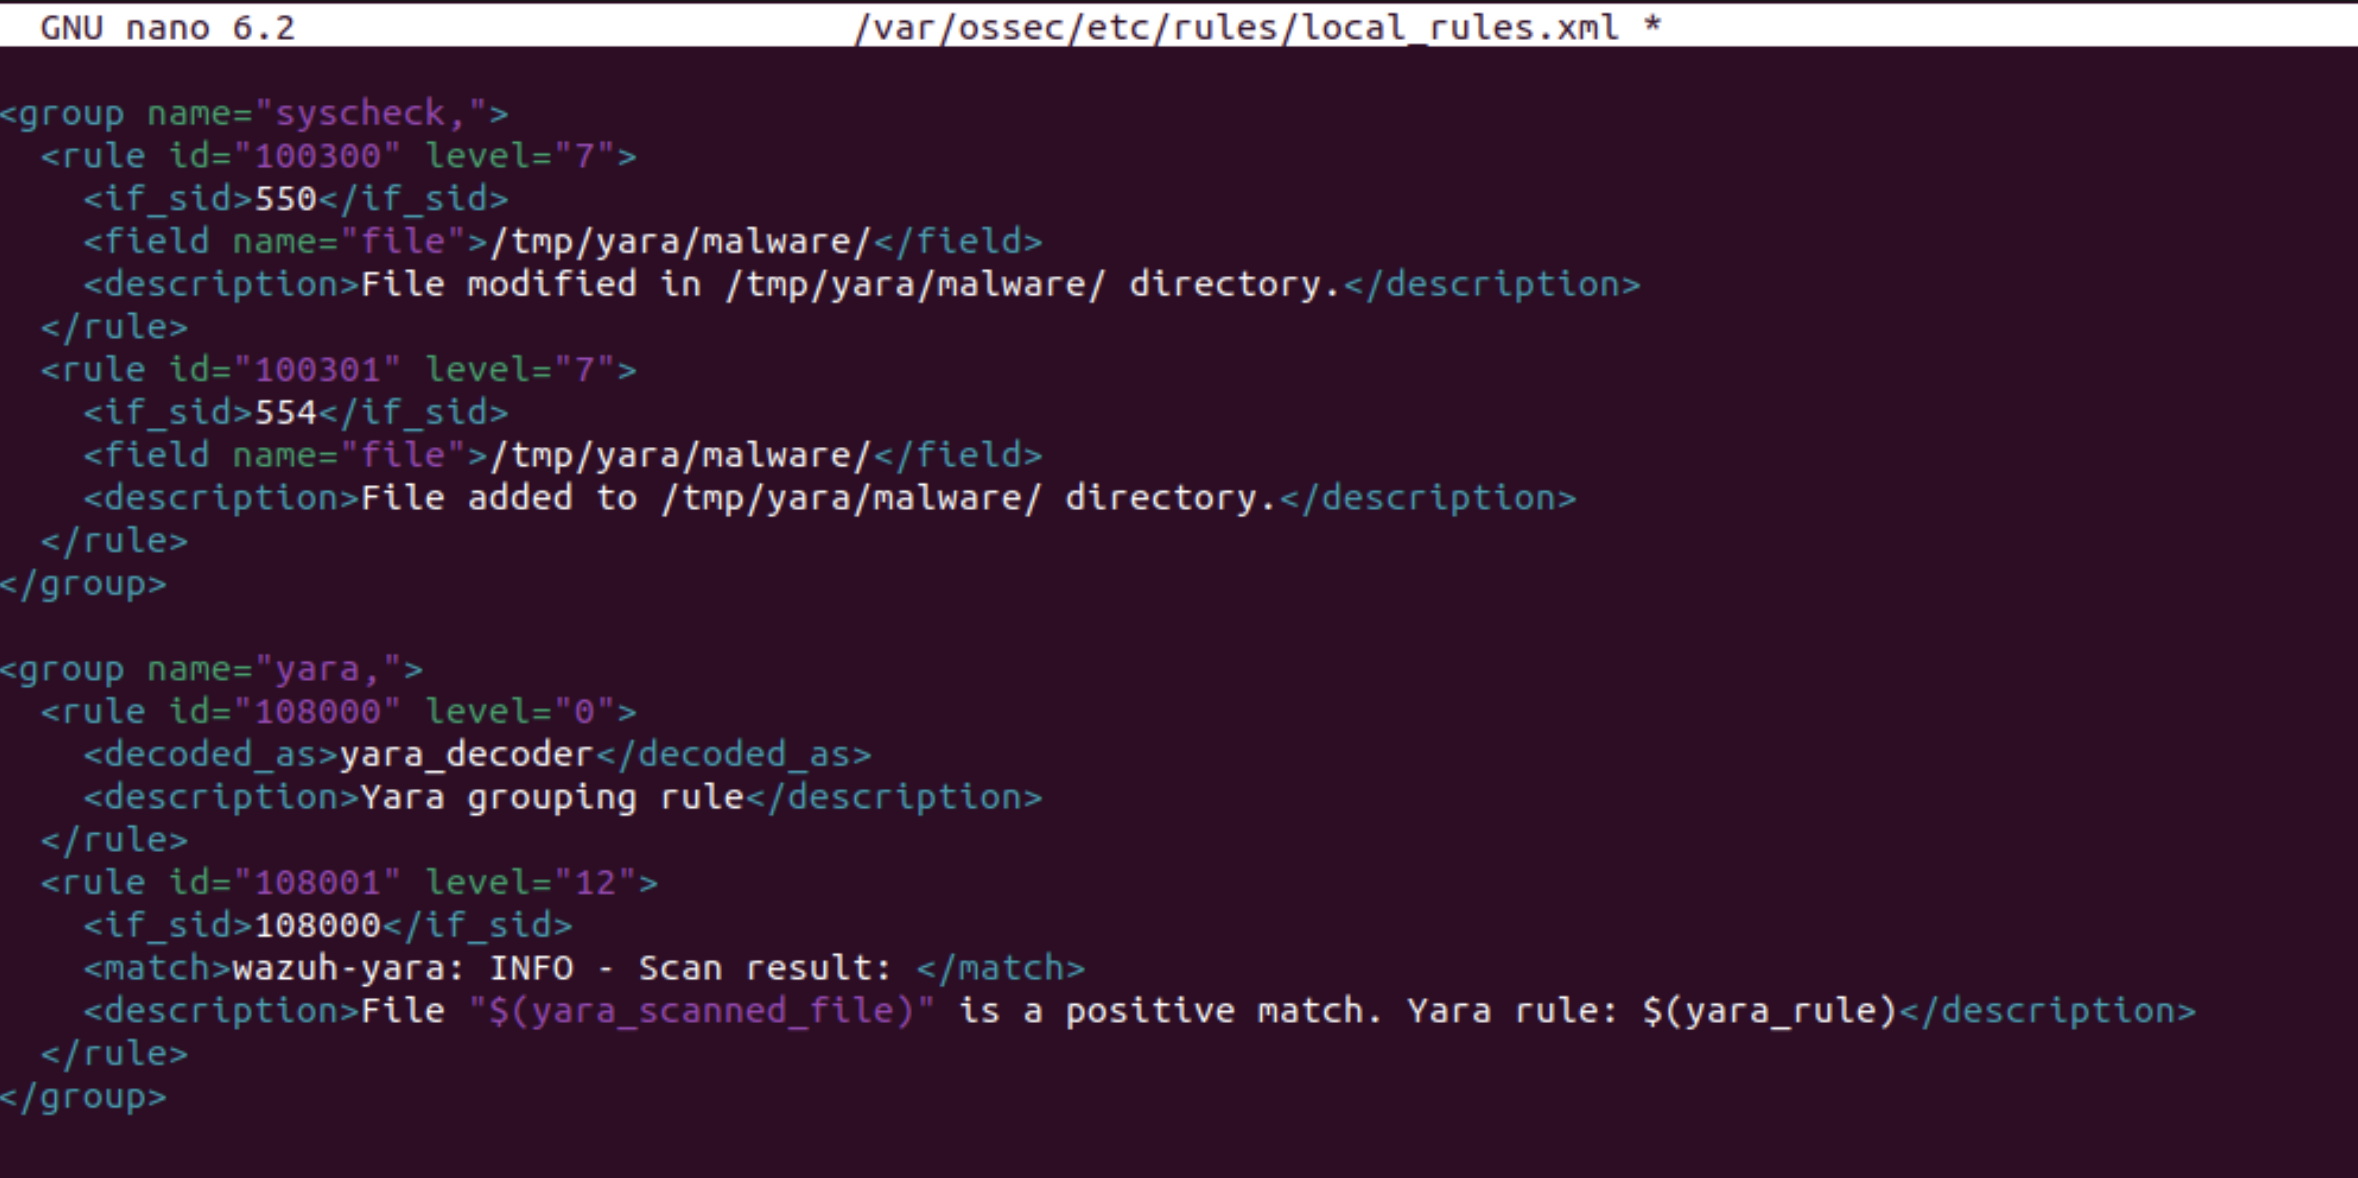 GNU nano 6.2 /var/ossec/etc/rules/local_rules.xml *
<group name="syscheck,">
  <rule id="100300" level="7">
    <if_sid>550</if_sid>
    <field name="file">/tmp/yara/malware/</field>
    <description>File modified in /tmp/yara/malware/ directory.</description>
  </rule>
  <rule id="100301" level="7">
    <if_sid>554</if_sid>
    <field name="file">/tmp/yara/malware/</field>
    <description>File added to /tmp/yara/malware/ directory.</description>
  </rule>
</group>
<group name="yara,">
  <rule id="108000" level="0">
    <decoded_as>yara_decoder</decoded_as>
    <description>Yara grouping rule</description>
  </rule>
  <rule id="108001" level="12">
    <if_sid>108000</if_sid>
    <match>wazuh-yara: INFO - Scan result: </match>
    <description>File "$(yara_scanned_file)" is a positive match. Yara rule: $(yara_rule)</description>
  </rule>
</group>